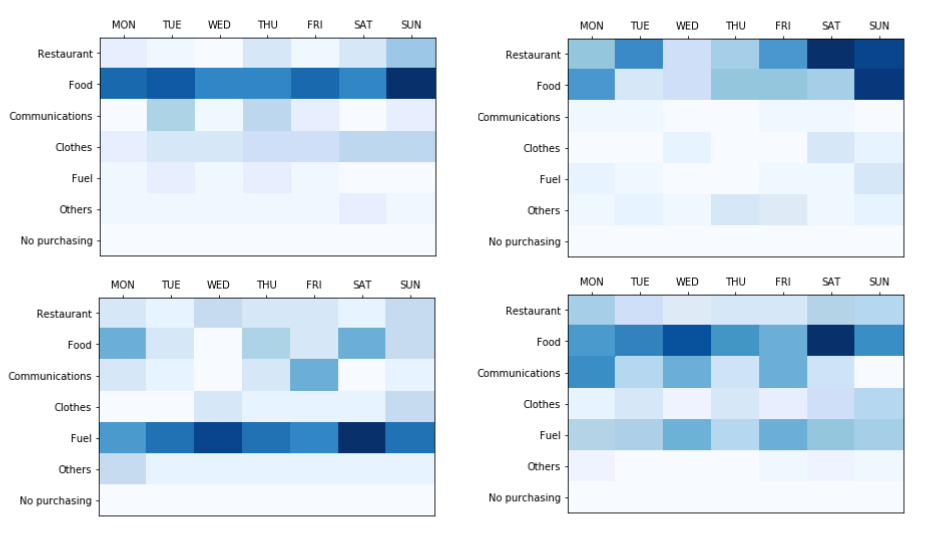 MON TUE WED THU FRI SAT SUN
Restaurant
Food
Communications
Clothes
Fuel
Others
No purchasing
MON TUE WED THU FRI SAT SUN
Restaurant
Food
Communications
Clothes
Fuel
Others
No purchasing
MON TUE WED THU FRI SAT SUN
Restaurant
Food
Communications
Clothes
Fuel
Others
No purchasing
MON TUE WED THU FRI SAT SUN
Restaurant
Food
Communications
Clothes
Fuel
Others
No purchasing